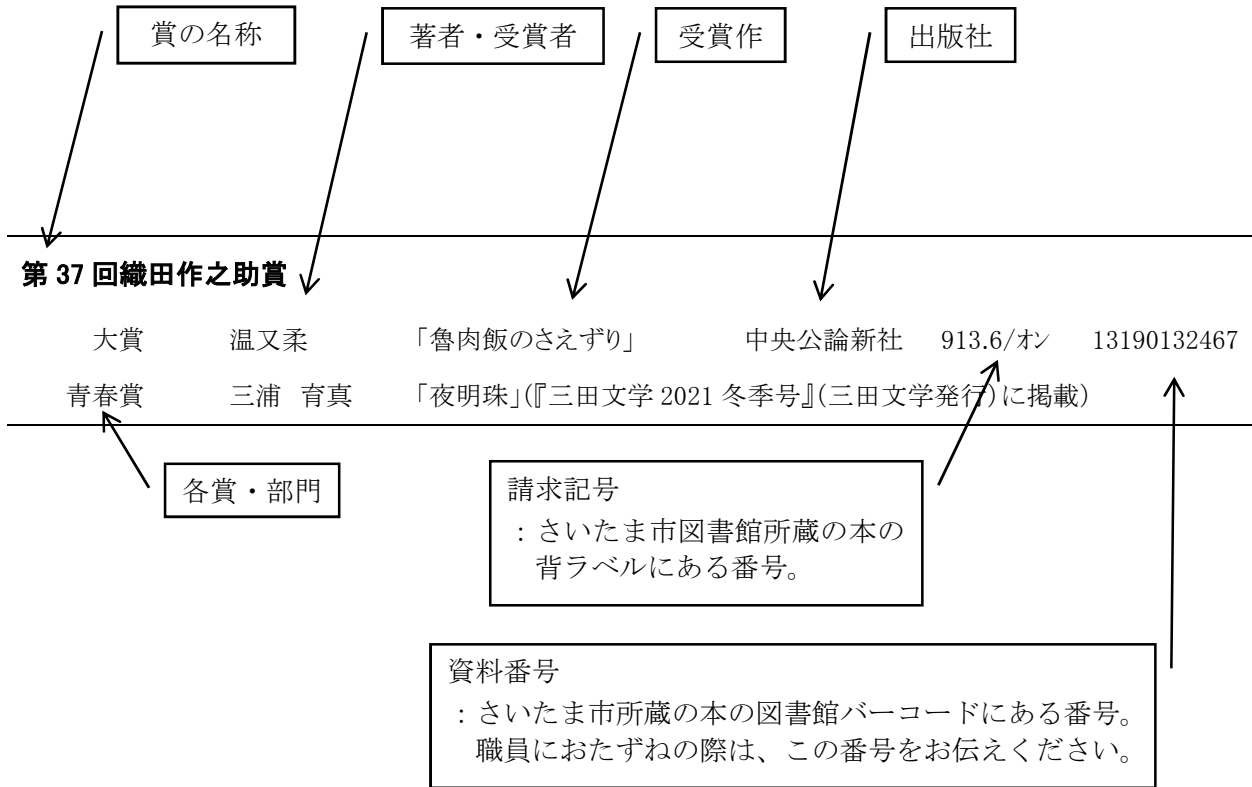 賞の名称 著者・受賞者 受賞作 出版社
第 37 回織田作之助賞
大賞 温又柔 「魯肉飯のさえずり」 中央公論新社 913.6/オン 13190132467
青春賞 三浦 育真 「夜明珠」(『三田文学 2021 冬季号』(三田文学発行)に掲載)
各賞・部門
請求記号
：さいたま市図書館所蔵の本の
背ラベルにある番号。
資料番号
：さいたま市所蔵の本の図書館バーコードにある番号。
職員におたずねの際は、この番号をお伝えください。